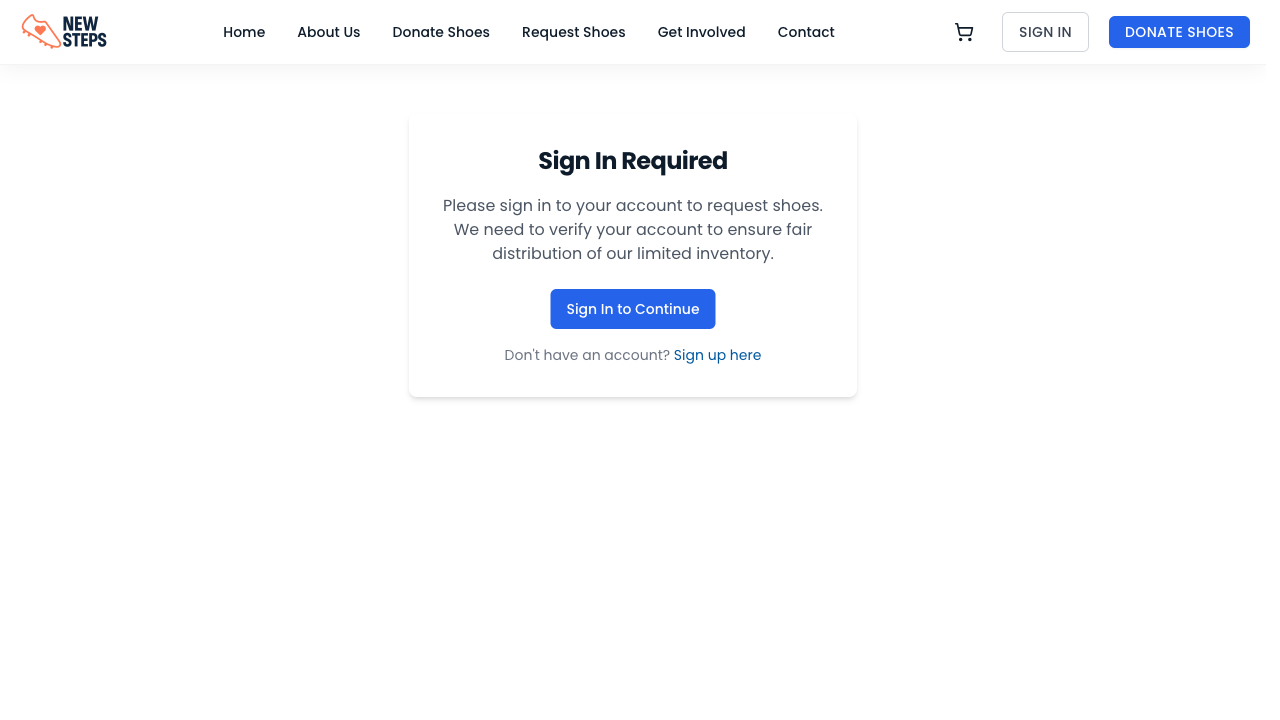 NEW
STEPS
Home About Us Donate Shoes Request Shoes Get Involved Contact SIGN IN DONATE SHOES
Sign In Required
Please sign in to your account to request shoes.
We need to verify your account to ensure fair
distribution of our limited inventory.
Sign In to Continue
Don't have an account? Sign up here